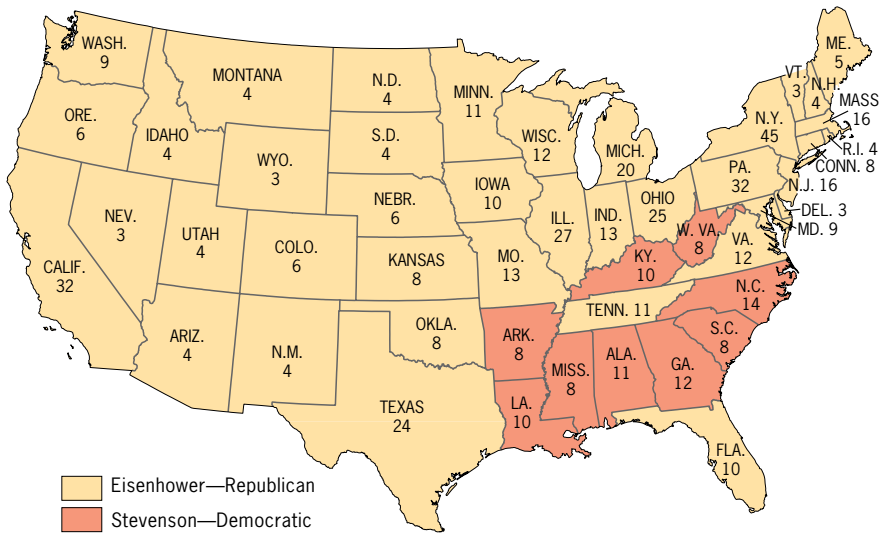 WASH.
9
ORE.
6
CALIF.
32
NEV.
3
IDAHO
4
MONTANA
4
WYO.
3
UTAH
4
COLO.
6
ARIZ.
4
N.M.
4
N.D.
4
S.D.
4
NEBR.
6
KANSAS
8
OKLA.
8
TEXAS
24
MINN.
11
IOWA
10
MO.
13
ARK.
8
LA.
10
WISC.
12
ILL.
27
MICH.
20
IND.
13
OHIO
25
KY.
10
TENN. 11
MISS.
8
ALA.
11
GA.
12
FLA.
10
S.C.
8
N.C.
14
VA.
12
W. VA.
8
PA.
32
N.Y.
45
VT.
3
N.H.
4
ME.
5
MASS
16
R.I. 4
CONN. 8
N.J. 16
DEL. 3
MD. 9
Eisenhower—Republican
Stevenson—Democratic